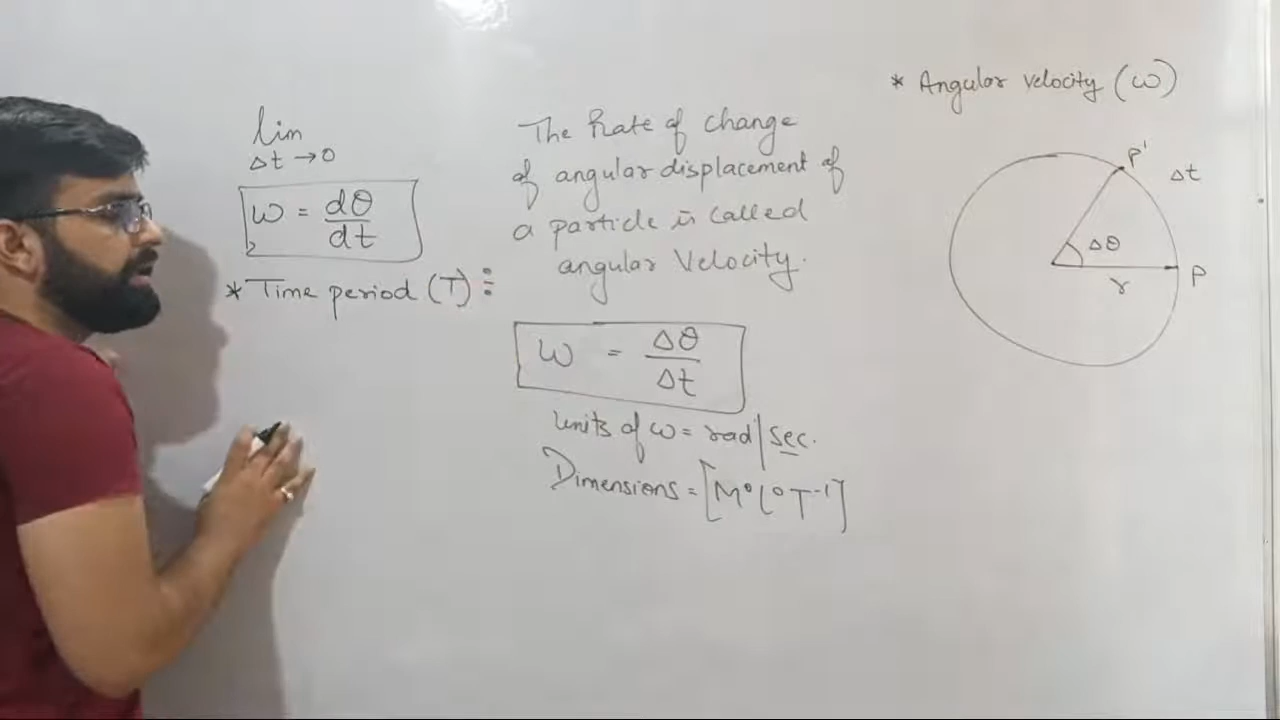 * Angular velocity (ω)
P'
Δt
Δθ
P
r
The Rate of change
of angular displacement of
a particle is called
angular Velocity.
ω = Δθ/Δt
Units of ω = rad/sec.
Dimensions = [M⁰L⁰T⁻¹]
lim
Δt → 0
ω = dθ/dt
* Time period (T) :